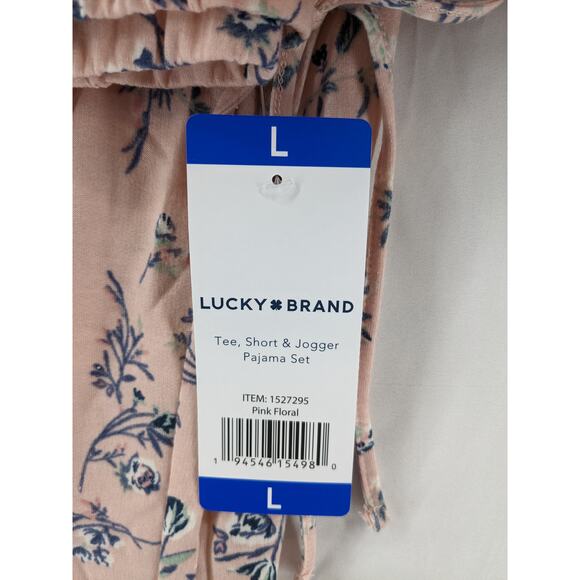 L
LUCKY BRAND
Tee, Short & Jogger
Pajama Set
ITEM: 1527295
Pink Floral
1 94546 15498 0
L